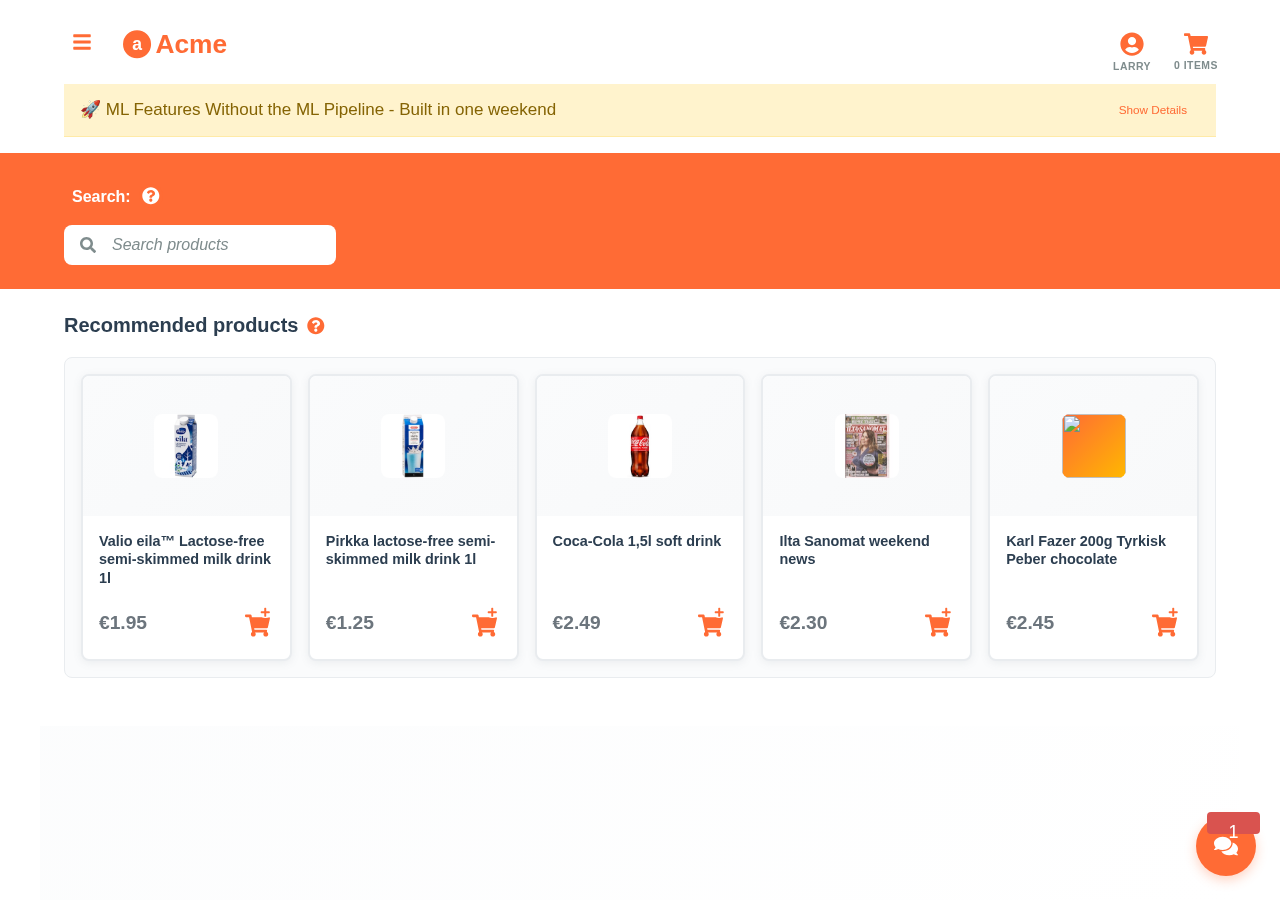 a Acme
LARRY
0 ITEMS
🚀 ML Features Without the ML Pipeline - Built in one weekend
Show Details
Search:
Search products
Recommended products
eila
Coca-Cola
Valio eila™ Lactose-free
semi-skimmed milk drink
1l
Pirkka lactose-free semi-
skimmed milk drink 1l
Coca-Cola 1,5l soft drink
Ilta Sanomat weekend
news
Karl Fazer 200g Tyrkisk
Peber chocolate
€1.95
€1.25
€2.49
€2.30
€2.45
1